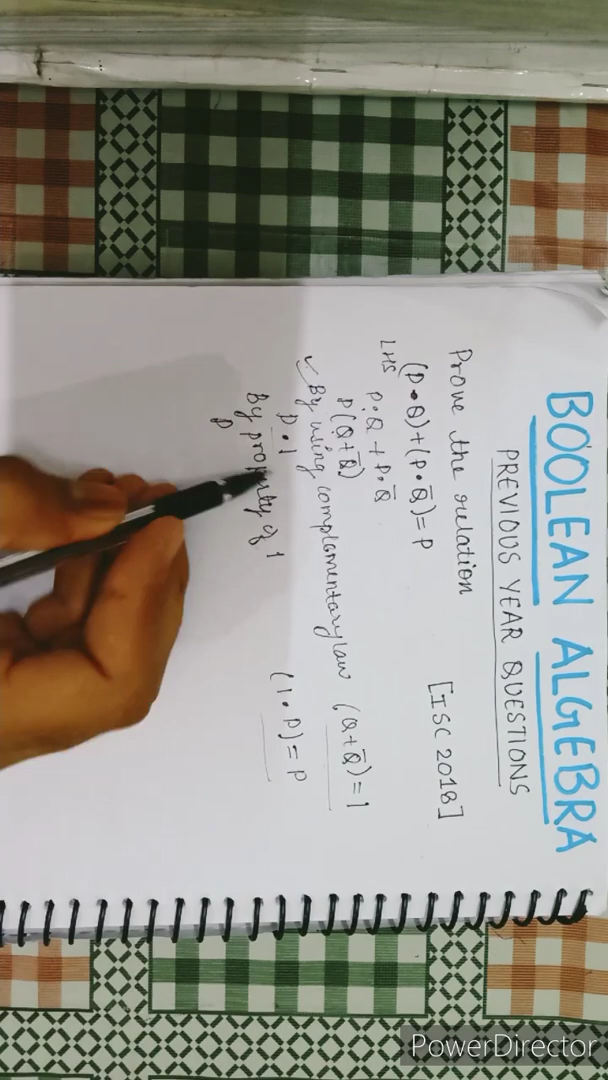 BOOLEAN ALGEBRA
PREVIOUS YEAR QUESTIONS
Prove the relation [ISC 2018]
(P•Q)+(P•Q̅)=P
LHS P•Q + P•Q̅
P(Q+Q̅)
✓ By using complomentary law (Q+Q̅)=1
P•1
By property of 1 (1•P)=P
P
PowerDirector